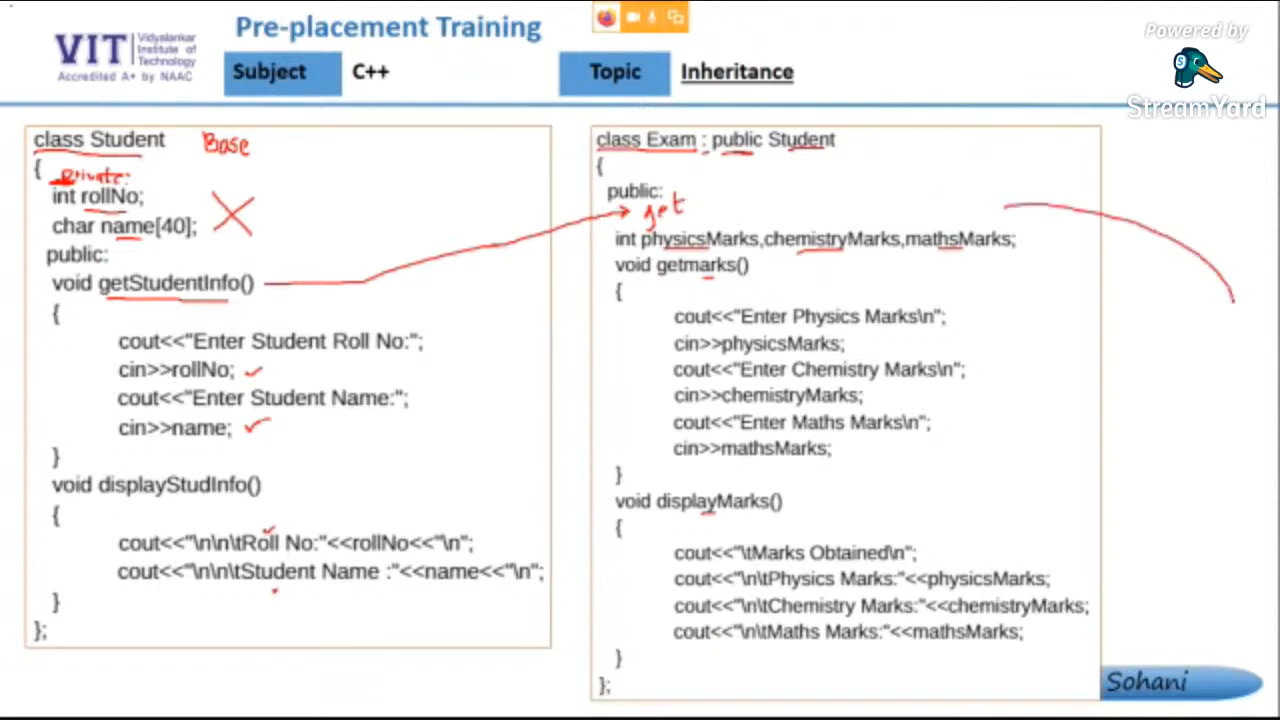 Pre-placement Training
Powered by
VIT
Vidyalankar
Institute of
Technology
Accredited A+ by NAAC
Subject
C++
Topic
Inheritance
StreamYard
class Student
Base
{
Private:
int rollNo;
char name[40];
public:
void getStudentInfo()
{
cout<<"Enter Student Roll No:";
cin>>rollNo;
cout<<"Enter Student Name:";
cin>>name;
}
void displayStudInfo()
{
cout<<"\n\n\tRoll No:"<<rollNo<<"\n";
cout<<"\n\n\tStudent Name :"<<name<<"\n";
}
};
class Exam : public Student
{
public:
get
int physicsMarks,chemistryMarks,mathsMarks;
void getmarks()
{
cout<<"Enter Physics Marks\n";
cin>>physicsMarks;
cout<<"Enter Chemistry Marks\n";
cin>>chemistryMarks;
cout<<"Enter Maths Marks\n";
cin>>mathsMarks;
}
void displayMarks()
{
cout<<"\tMarks Obtained\n";
cout<<"\n\tPhysics Marks:"<<physicsMarks;
cout<<"\n\tChemistry Marks:"<<chemistryMarks;
cout<<"\n\tMaths Marks:"<<mathsMarks;
}
};
Sohani